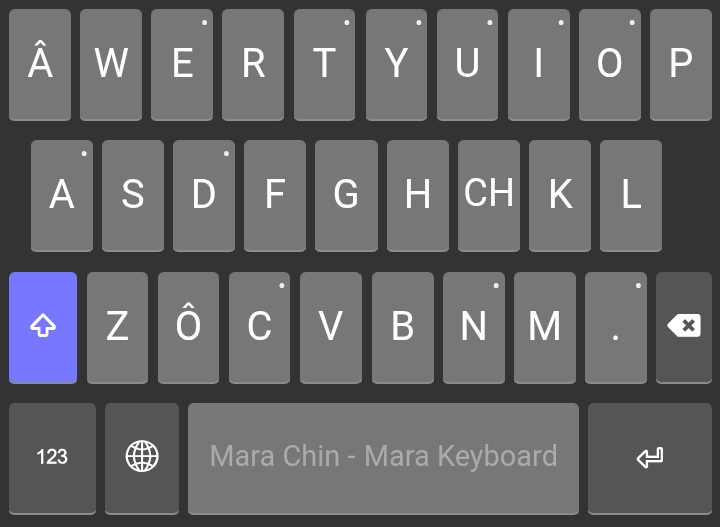 Â W E R T Y U I O P
A S D F G H CH K L
Z Ô C V B N M .
123 Mara Chin - Mara Keyboard